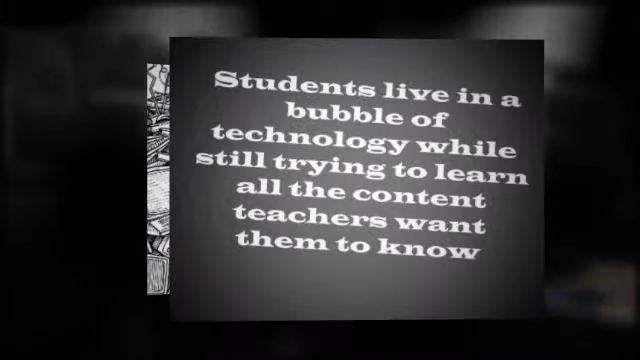 Students live in a
bubble of
technology while
still trying to learn
all the content
teachers want
them to know